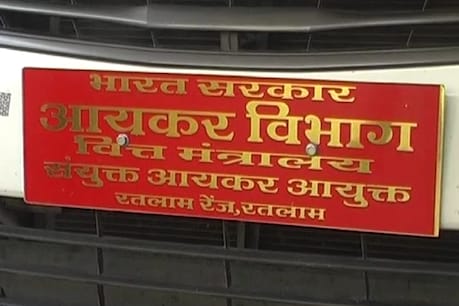 भारत सरकार
आयकर विभाग
वित्त मंत्रालय
संयुक्त आयकर आयुक्त
रतलाम रेंज,रतलाम